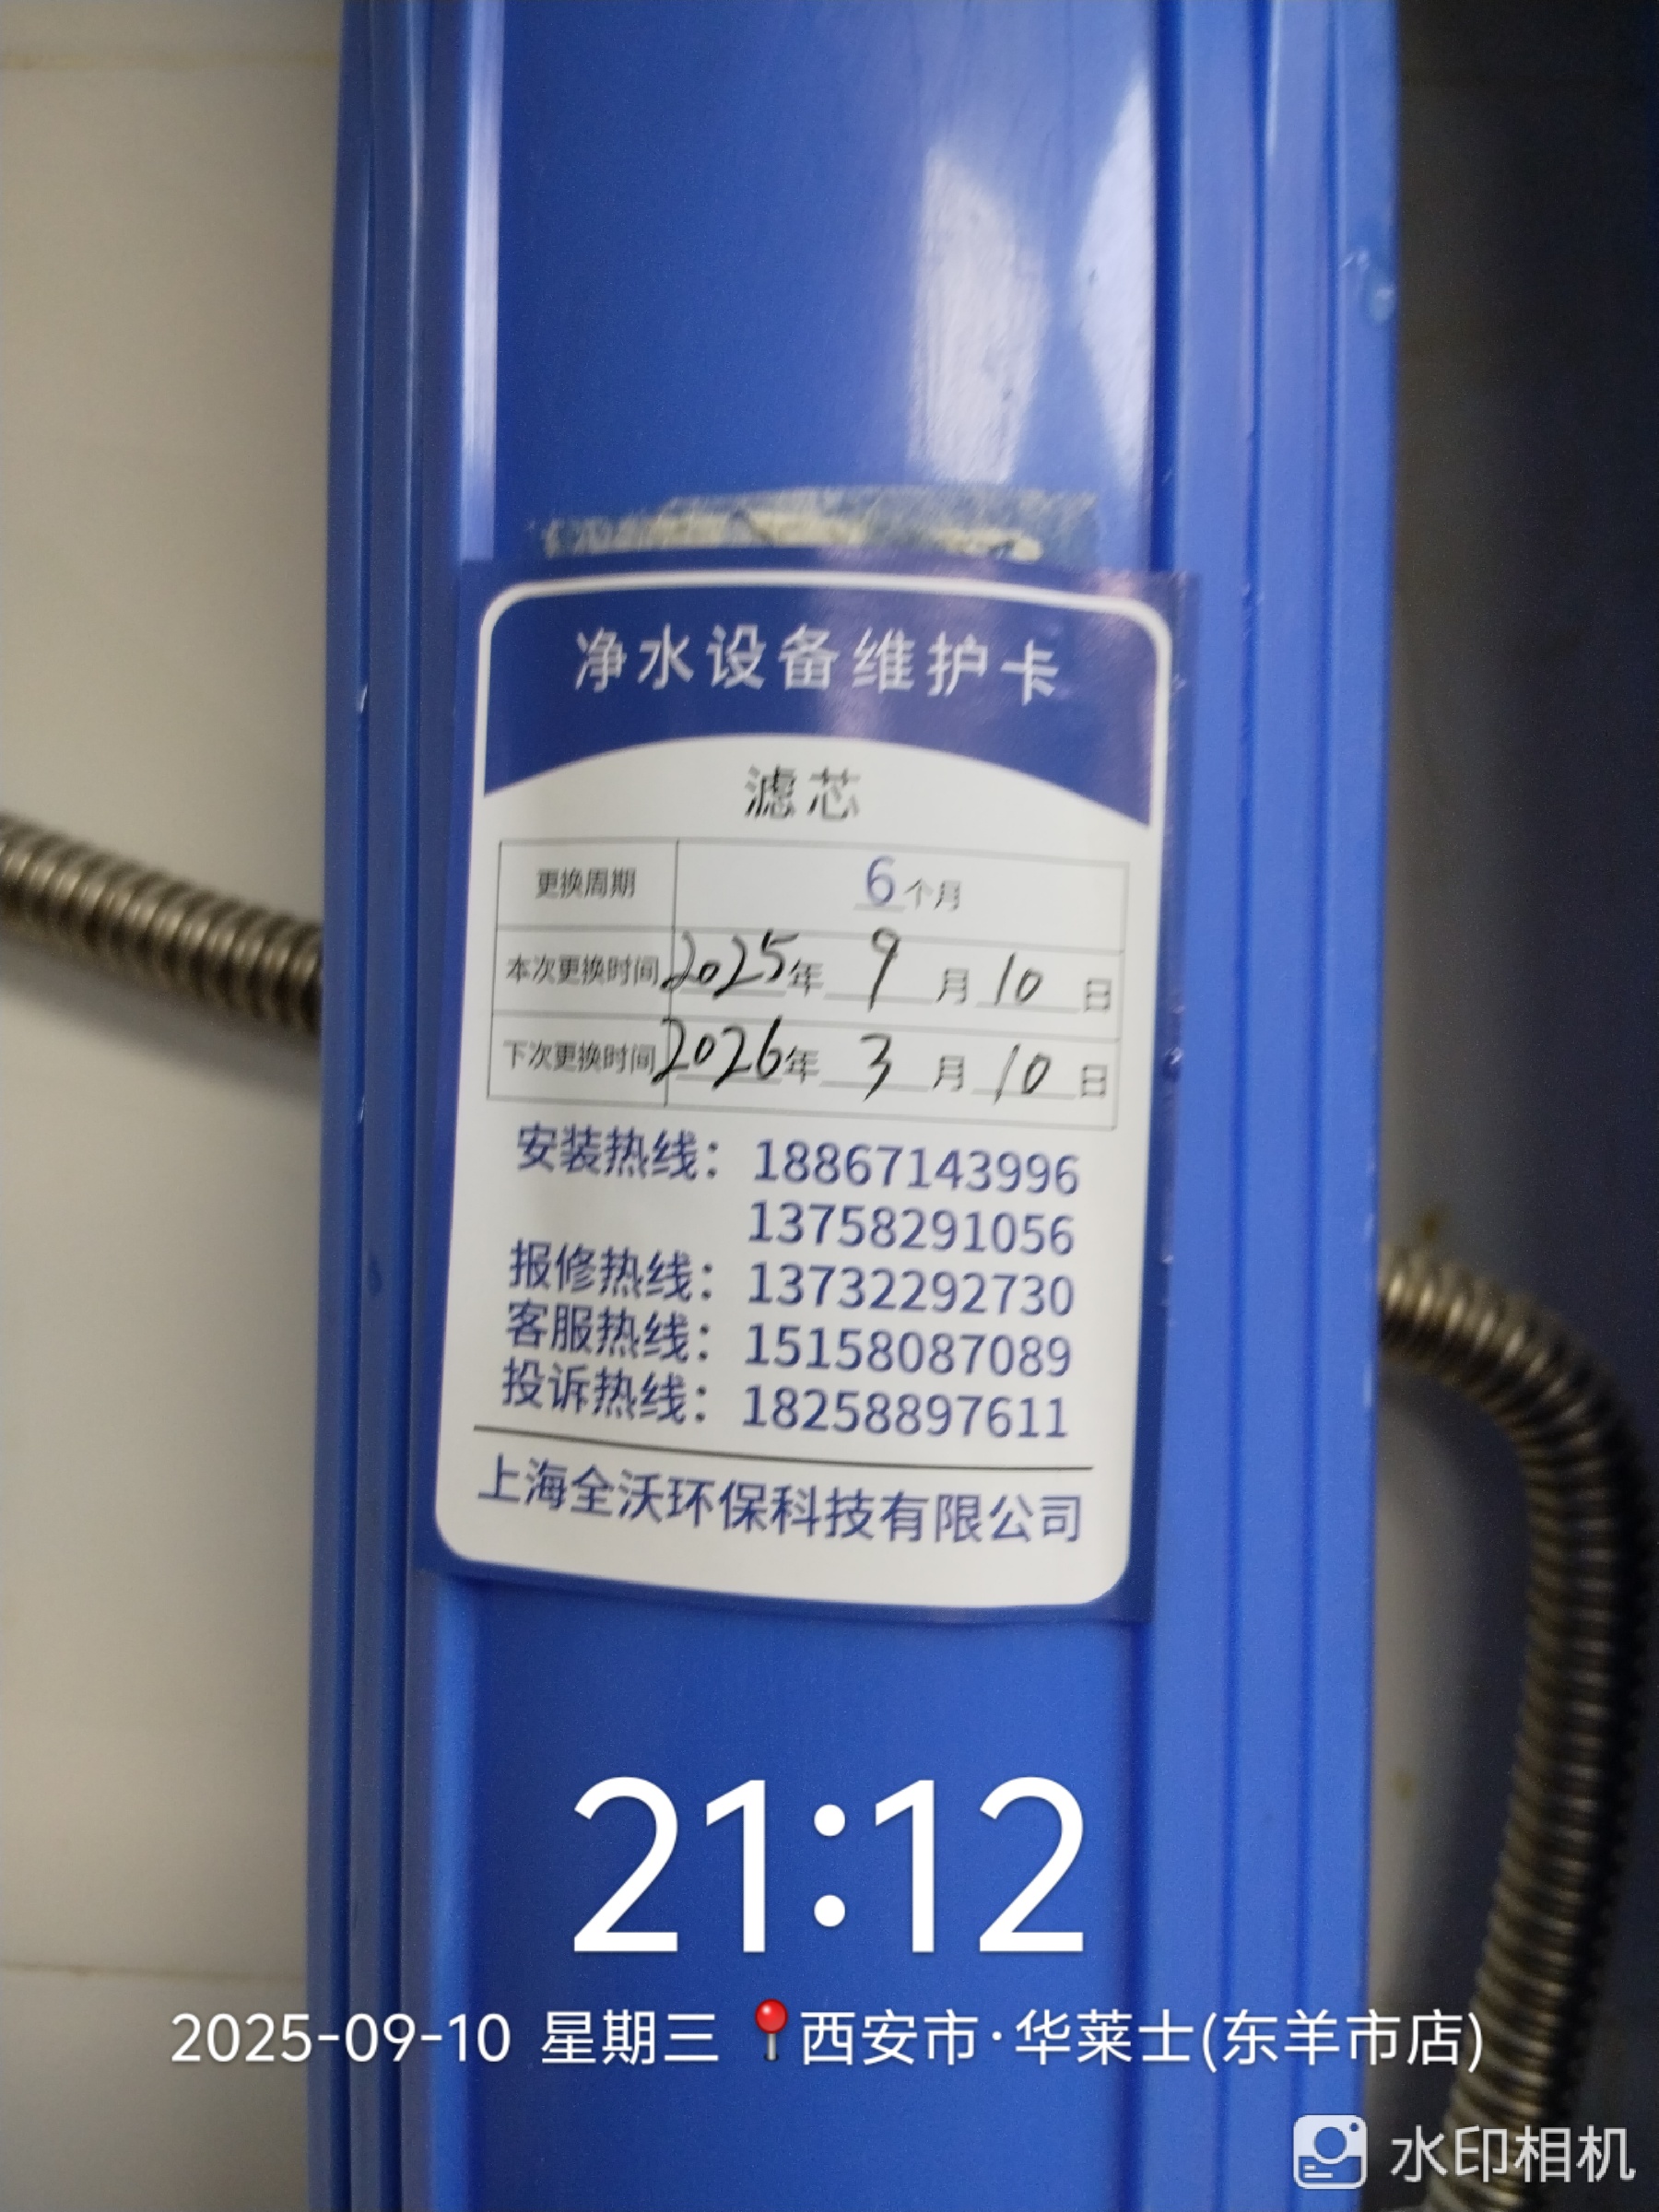 净水设备维护卡
滤芯
更换周期 6个月
本次更换时间 2025年 9 月 10 日
下次更换时间 2026年 3 月 10 日
安装热线：18867143996
13758291056
报修热线：13732292730
客服热线：15158087089
投诉热线：18258897611
上海全沃环保科技有限公司
21:12
2025-09-10 星期三 📍西安市·华莱士(东羊市店)
水印相机